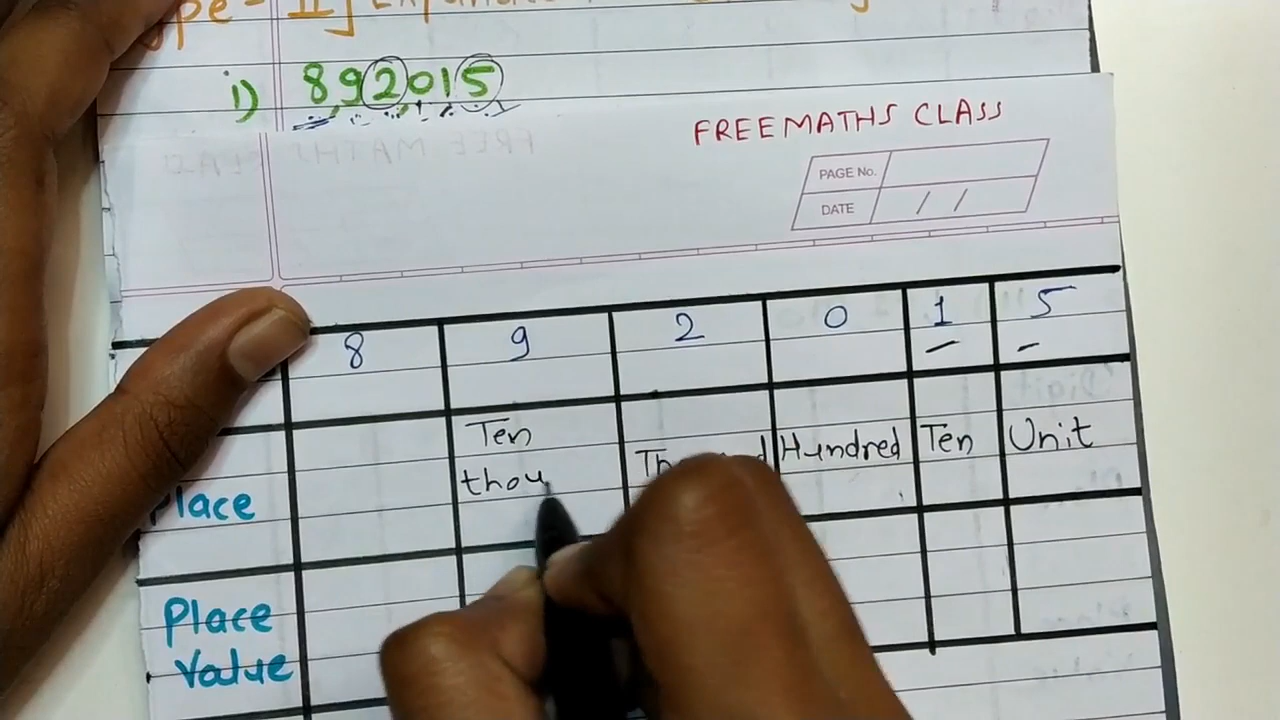 i) 892015
FREEMATHS CLASS
PAGE No.
DATE / /
8 9 2 0 1 5
Ten
Hundred Ten Unit
thou
Place
Place
Value